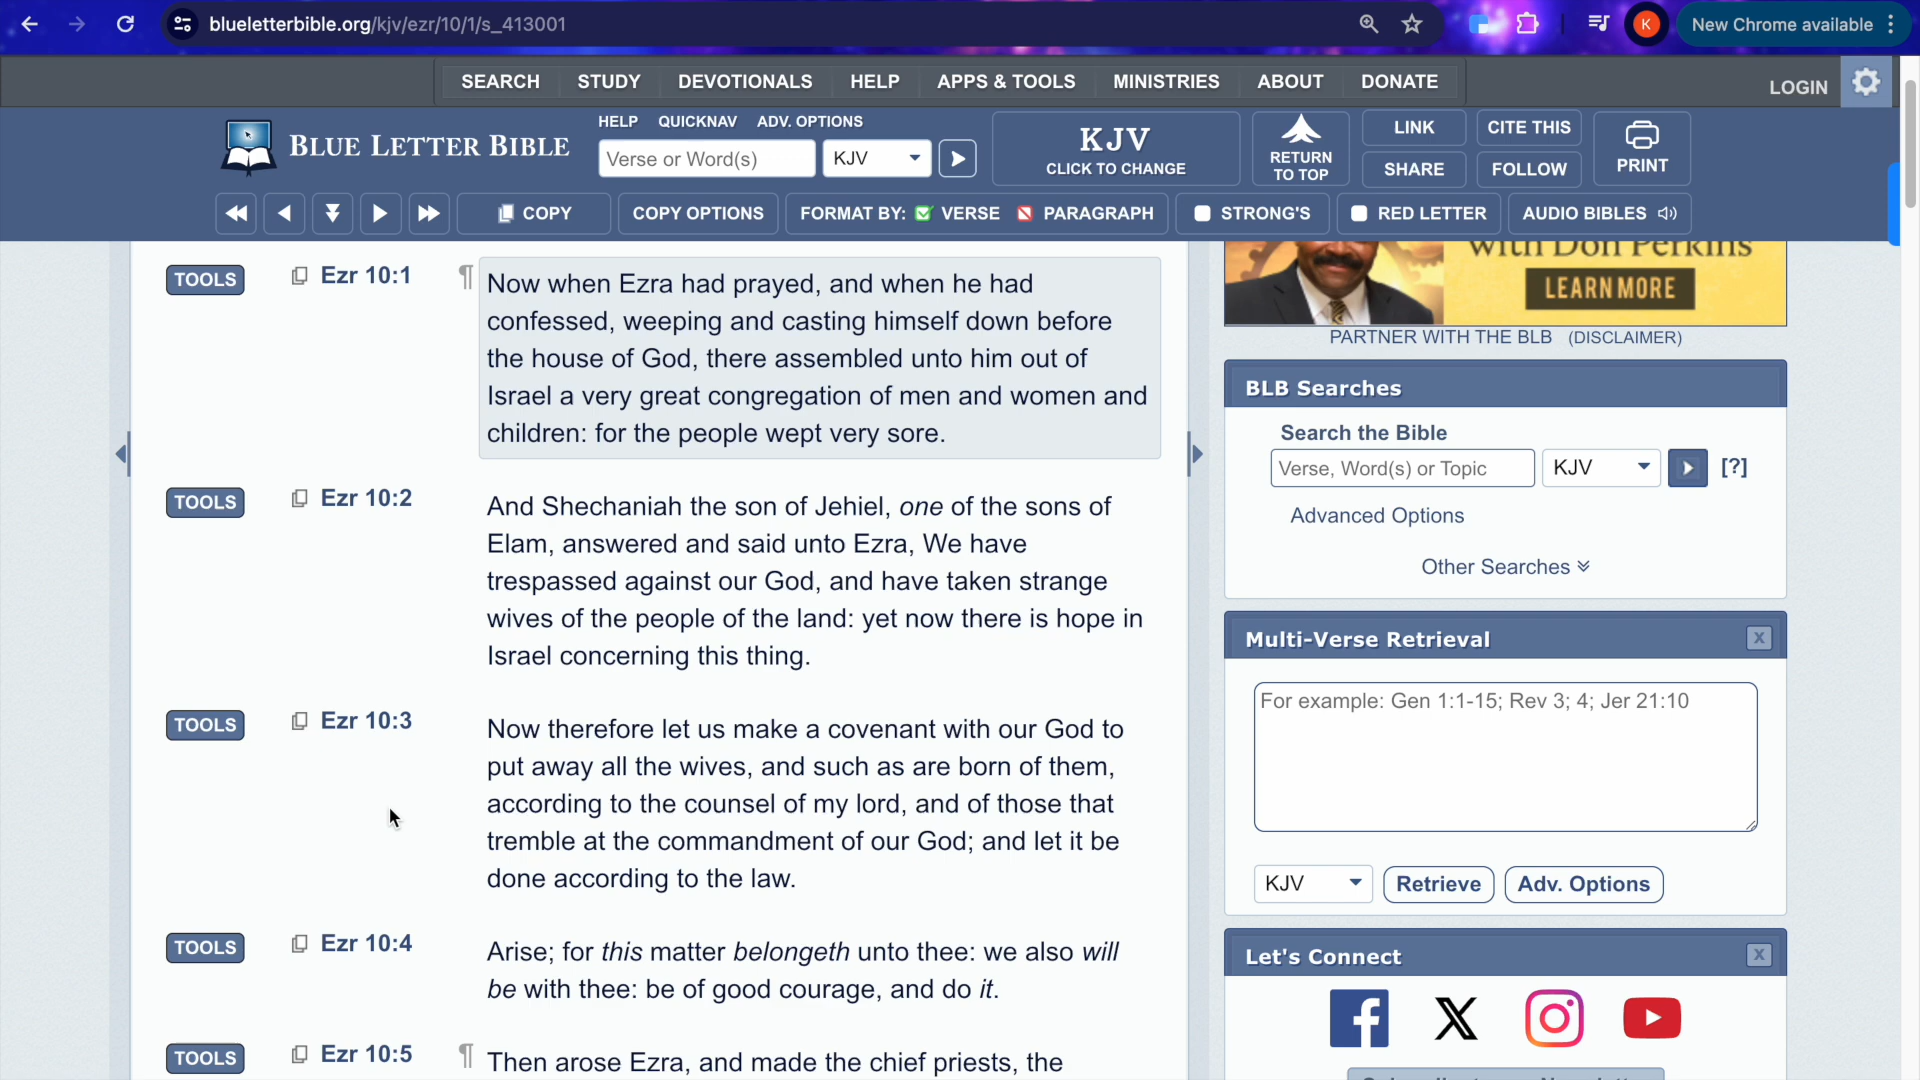 blueletterbible.org/kjv/ezr/10/1/s_413001
K
New Chrome available
SEARCH STUDY DEVOTIONALS HELP APPS & TOOLS MINISTRIES ABOUT DONATE
LOGIN
BLUE LETTER BIBLE
HELP QUICKNAV ADV. OPTIONS
Verse or Word(s)
KJV
KJV
CLICK TO CHANGE
RETURN
TO TOP
LINK
CITE THIS
SHARE
FOLLOW
PRINT
COPY
COPY OPTIONS
FORMAT BY: VERSE PARAGRAPH
STRONG'S
RED LETTER
AUDIO BIBLES
TOOLS
Ezr 10:1
¶
Now when Ezra had prayed, and when he had
confessed, weeping and casting himself down before
the house of God, there assembled unto him out of
Israel a very great congregation of men and women and
children: for the people wept very sore.
TOOLS
Ezr 10:2
And Shechaniah the son of Jehiel, one of the sons of
Elam, answered and said unto Ezra, We have
trespassed against our God, and have taken strange
wives of the people of the land: yet now there is hope in
Israel concerning this thing.
TOOLS
Ezr 10:3
Now therefore let us make a covenant with our God to
put away all the wives, and such as are born of them,
according to the counsel of my lord, and of those that
tremble at the commandment of our God; and let it be
done according to the law.
TOOLS
Ezr 10:4
Arise; for this matter belongeth unto thee: we also will
be with thee: be of good courage, and do it.
TOOLS
Ezr 10:5
¶
Then arose Ezra, and made the chief priests, the
with Don Perkins
LEARN MORE
PARTNER WITH THE BLB (DISCLAIMER)
BLB Searches
Search the Bible
Verse, Word(s) or Topic
KJV
[?]
Advanced Options
Other Searches
Multi-Verse Retrieval
X
For example: Gen 1:1-15; Rev 3; 4; Jer 21:10
KJV
Retrieve
Adv. Options
Let's Connect
X